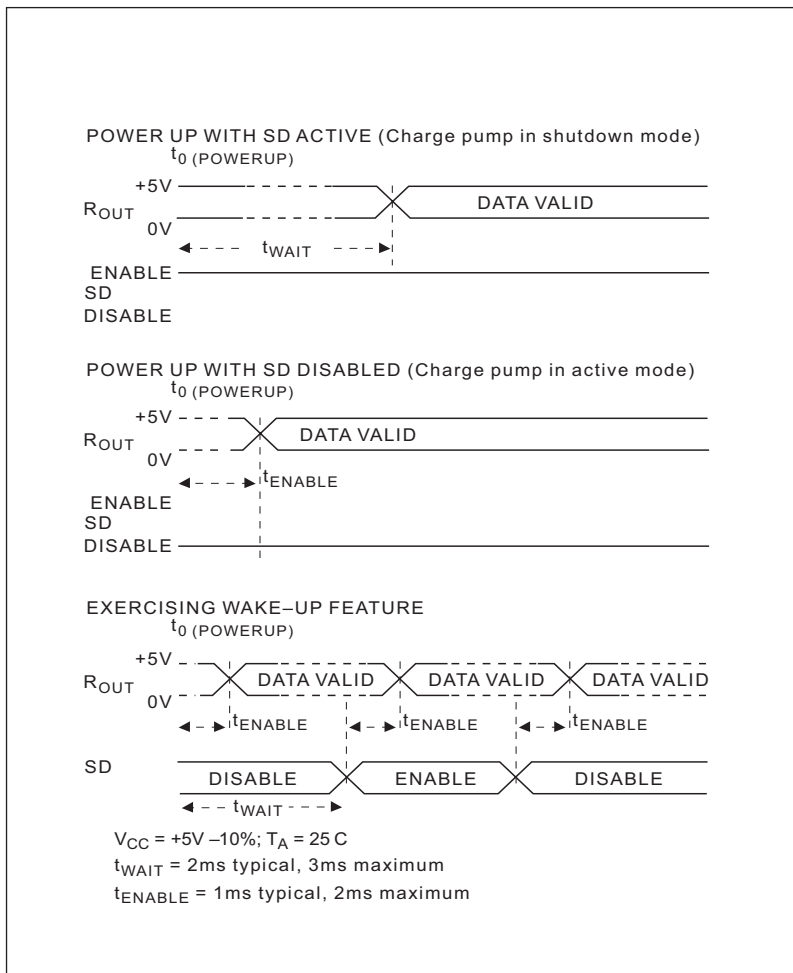 POWER UP WITH SD ACTIVE (Charge pump in shutdown mode)
t0 (POWERUP)
+5V
ROUT
DATA VALID
0V
tWAIT
ENABLE
SD
DISABLE
POWER UP WITH SD DISABLED (Charge pump in active mode)
t0 (POWERUP)
+5V
ROUT
DATA VALID
0V
tENABLE
ENABLE
SD
DISABLE
EXERCISING WAKE–UP FEATURE
t0 (POWERUP)
+5V
ROUT
DATA VALID DATA VALID DATA VALID
0V
tENABLE tENABLE tENABLE
SD
DISABLE ENABLE DISABLE
tWAIT
VCC = +5V –10%; TA = 25 C
tWAIT = 2ms typical, 3ms maximum
tENABLE = 1ms typical, 2ms maximum